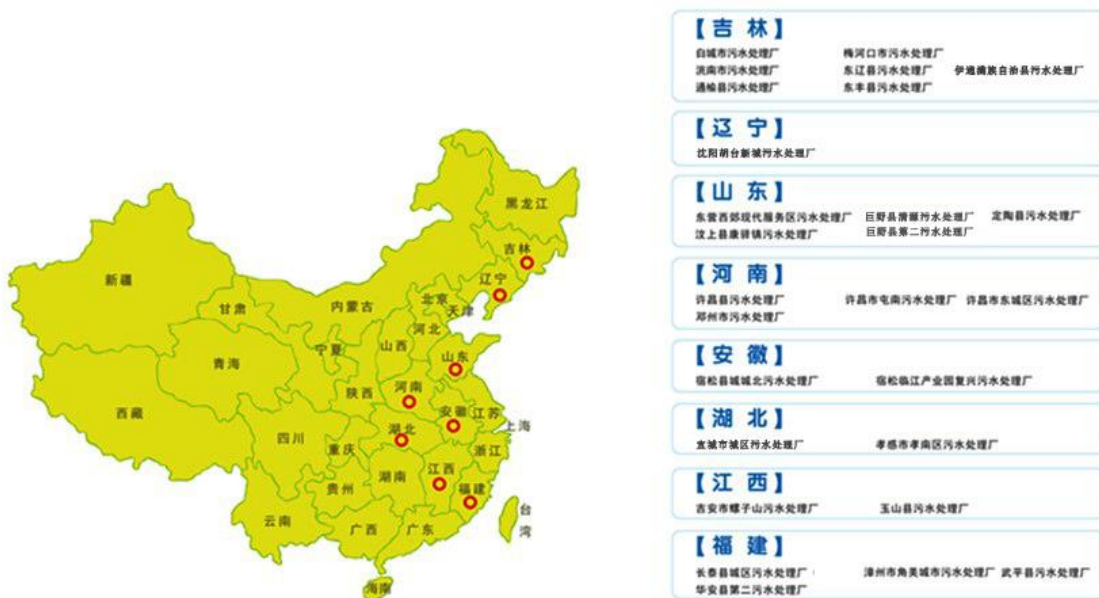 黑龙江
吉林
辽宁
新疆
甘肃
内蒙古
北京
天津
河北
山西
宁夏
青海
山东
陕西
河南
西藏
安徽
江苏
上海
四川
湖北
重庆
浙江
湖南
江西
贵州
福建
云南
广西
广东
台湾
海南
【吉 林】
白城市污水处理厂 梅河口市污水处理厂
洮南市污水处理厂 东辽县污水处理厂 伊通满族自治县污水处理厂
通榆县污水处理厂 东丰县污水处理厂
【辽 宁】
沈阳胡台新城污水处理厂
【山 东】
东营西郊现代服务区污水处理厂 巨野县清源污水处理厂 定陶县污水处理厂
汶上县康驿镇污水处理厂 巨野县第二污水处理厂
【河 南】
许昌县污水处理厂 许昌市屯南污水处理厂 许昌市东城区污水处理厂
邓州市污水处理厂
【安 徽】
宿松县城城北污水处理厂 宿松临江产业园复兴污水处理厂
【湖 北】
宜城市城区污水处理厂 孝感市孝南区污水处理厂
【江 西】
吉安市螺子山污水处理厂 玉山县污水处理厂
【福 建】
长泰县城区污水处理厂 漳州市角美城市污水处理厂 武平县污水处理厂
华安县第二污水处理厂